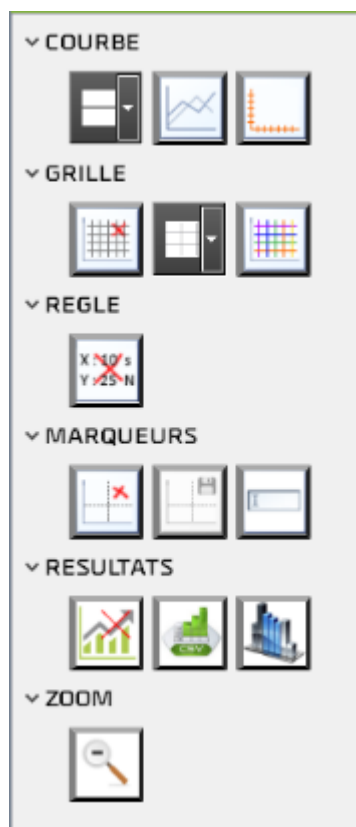 COURBE
GRILLE
REGLE
X : 10 s
Y : 25 N
MARQUEURS
RESULTATS
CSV
ZOOM